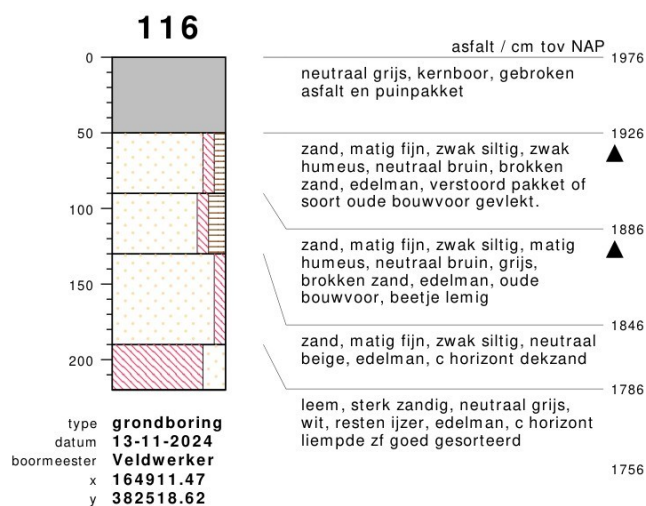 116
asfalt / cm tov NAP
0
1976
neutraal grijs, kernboor, gebroken
asfalt en puinpakket
50
1926
zand, matig fijn, zwak siltig, zwak
humeus, neutraal bruin, brokken
zand, edelman, verstoord pakket of
soort oude bouwvoor gevlekt.
100
1886
zand, matig fijn, zwak siltig, matig
humeus, neutraal bruin, grijs,
brokken zand, edelman, oude
bouwvoor, beetje lemig
150
1846
zand, matig fijn, zwak siltig, neutraal
beige, edelman, c horizont dekzand
200
1786
leem, sterk zandig, neutraal grijs,
wit, resten ijzer, edelman, c horizont
liempde zf goed gesorteerd
1756
type grondboring
datum 13-11-2024
boormeester Veldwerker
x 164911.47
y 382518.62